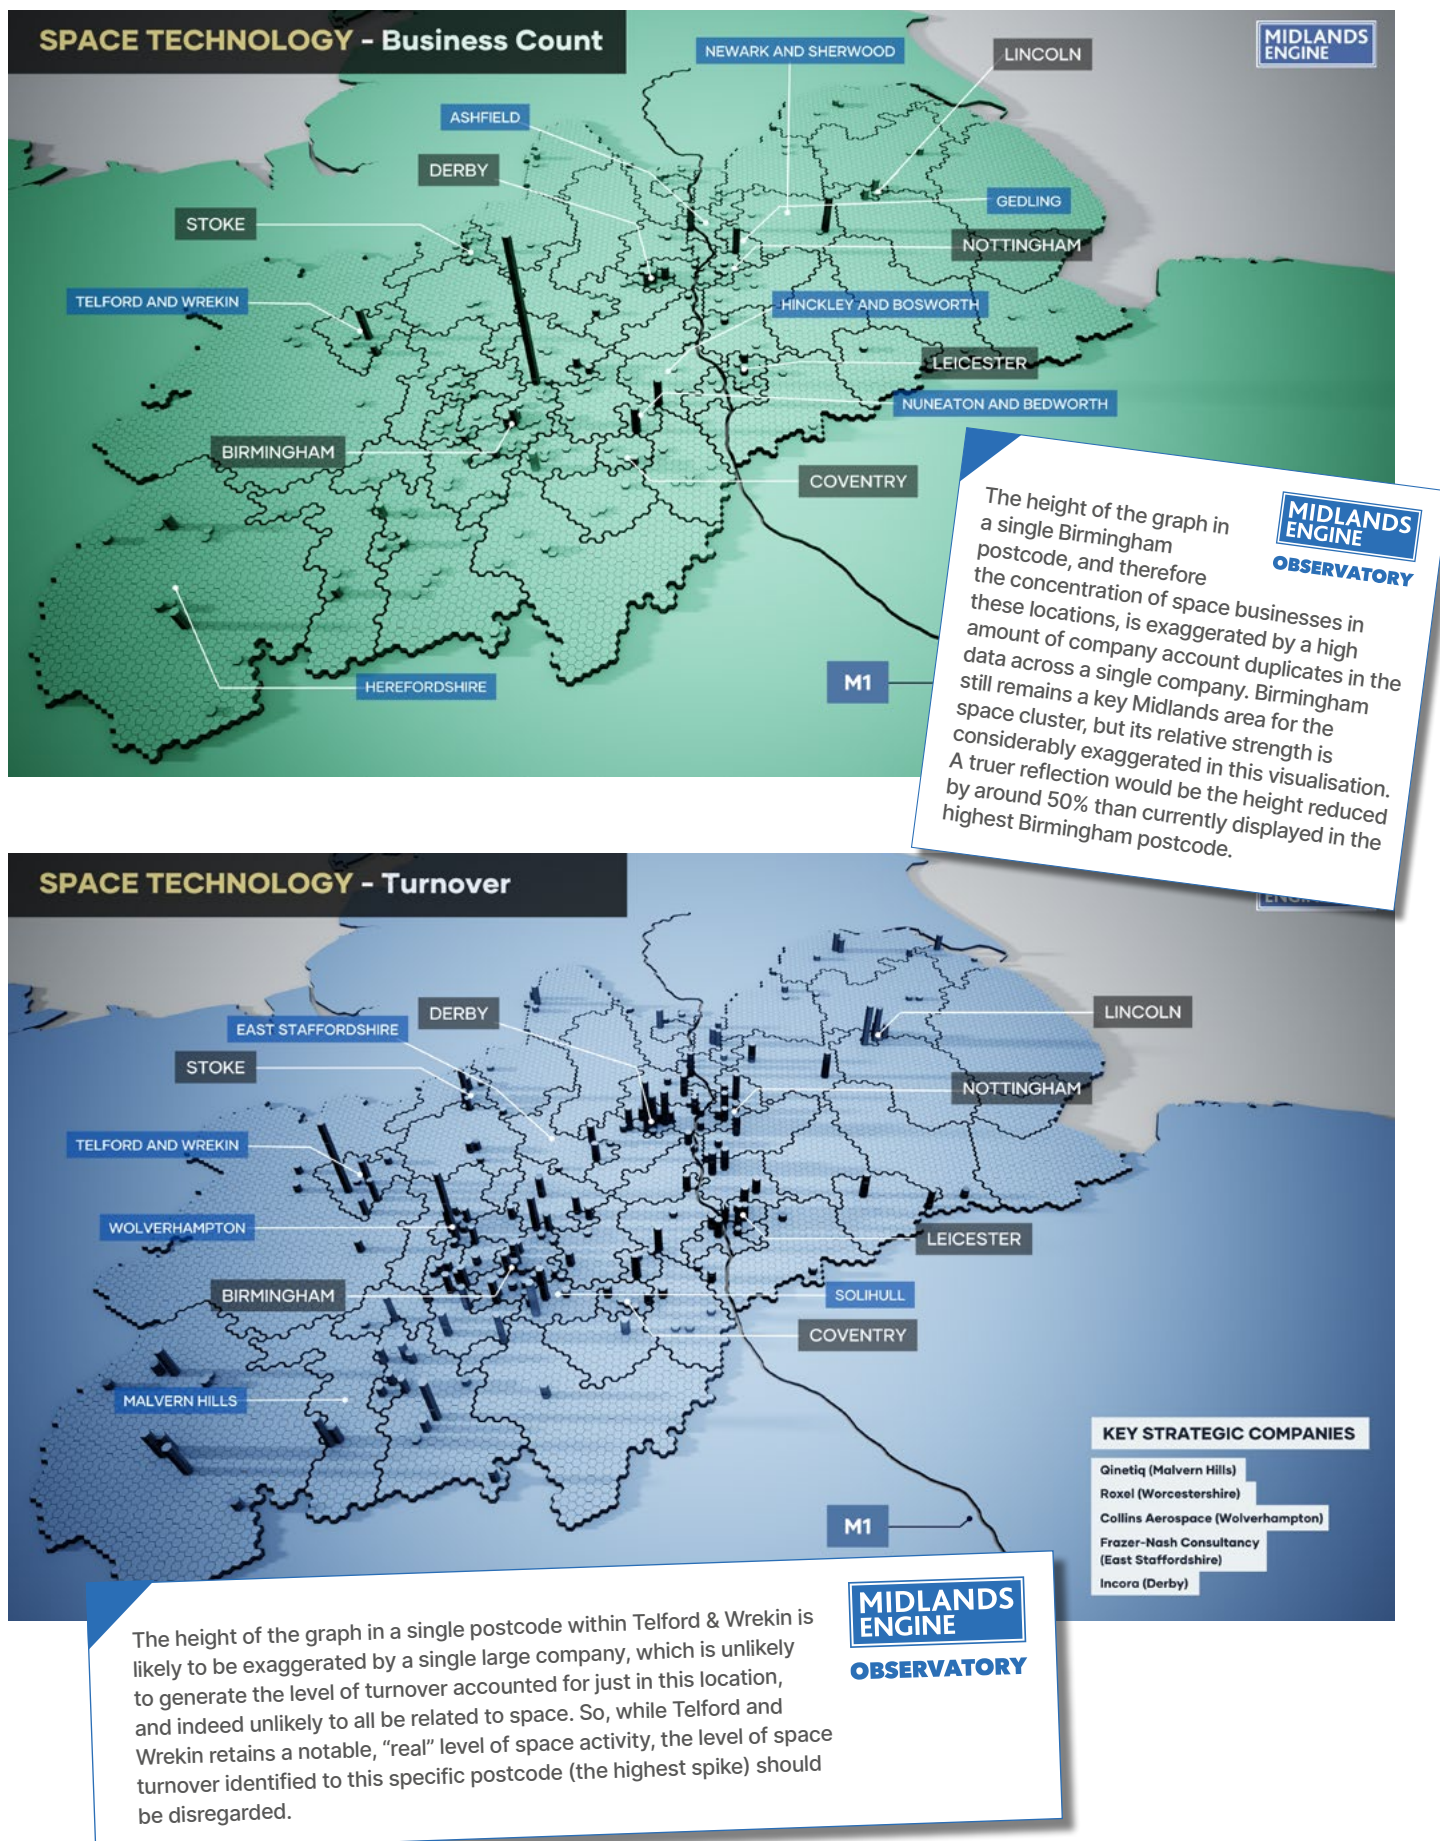 SPACE TECHNOLOGY - Business Count
MIDLANDS
ENGINE
NEWARK AND SHERWOOD
LINCOLN
ASHFIELD
DERBY
GEDLING
STOKE
NOTTINGHAM
TELFORD AND WREKIN
HINCKLEY AND BOSWORTH
LEICESTER
NUNEATON AND BEDWORTH
BIRMINGHAM
COVENTRY
HEREFORDSHIRE
M1
The height of the graph in
a single Birmingham
postcode, and therefore
the concentration of space businesses in
these locations, is exaggerated by a high
amount of company account duplicates in the
data across a single company. Birmingham
still remains a key Midlands area for the
space cluster, but its relative strength is
considerably exaggerated in this visualisation.
A truer reflection would be the height reduced
by around 50% than currently displayed in the
highest Birmingham postcode.
MIDLANDS
ENGINE
OBSERVATORY
SPACE TECHNOLOGY - Turnover
DERBY
LINCOLN
EAST STAFFORDSHIRE
STOKE
NOTTINGHAM
TELFORD AND WREKIN
WOLVERHAMPTON
LEICESTER
BIRMINGHAM
SOLIHULL
COVENTRY
MALVERN HILLS
M1
KEY STRATEGIC COMPANIES
Qinetiq (Malvern Hills)
Roxel (Worcestershire)
Collins Aerospace (Wolverhampton)
Frazer-Nash Consultancy
(East Staffordshire)
Incora (Derby)
The height of the graph in a single postcode within Telford & Wrekin is
likely to be exaggerated by a single large company, which is unlikely
to generate the level of turnover accounted for just in this location,
and indeed unlikely to all be related to space. So, while Telford and
Wrekin retains a notable, “real” level of space activity, the level of space
turnover identified to this specific postcode (the highest spike) should
be disregarded.
MIDLANDS
ENGINE
OBSERVATORY